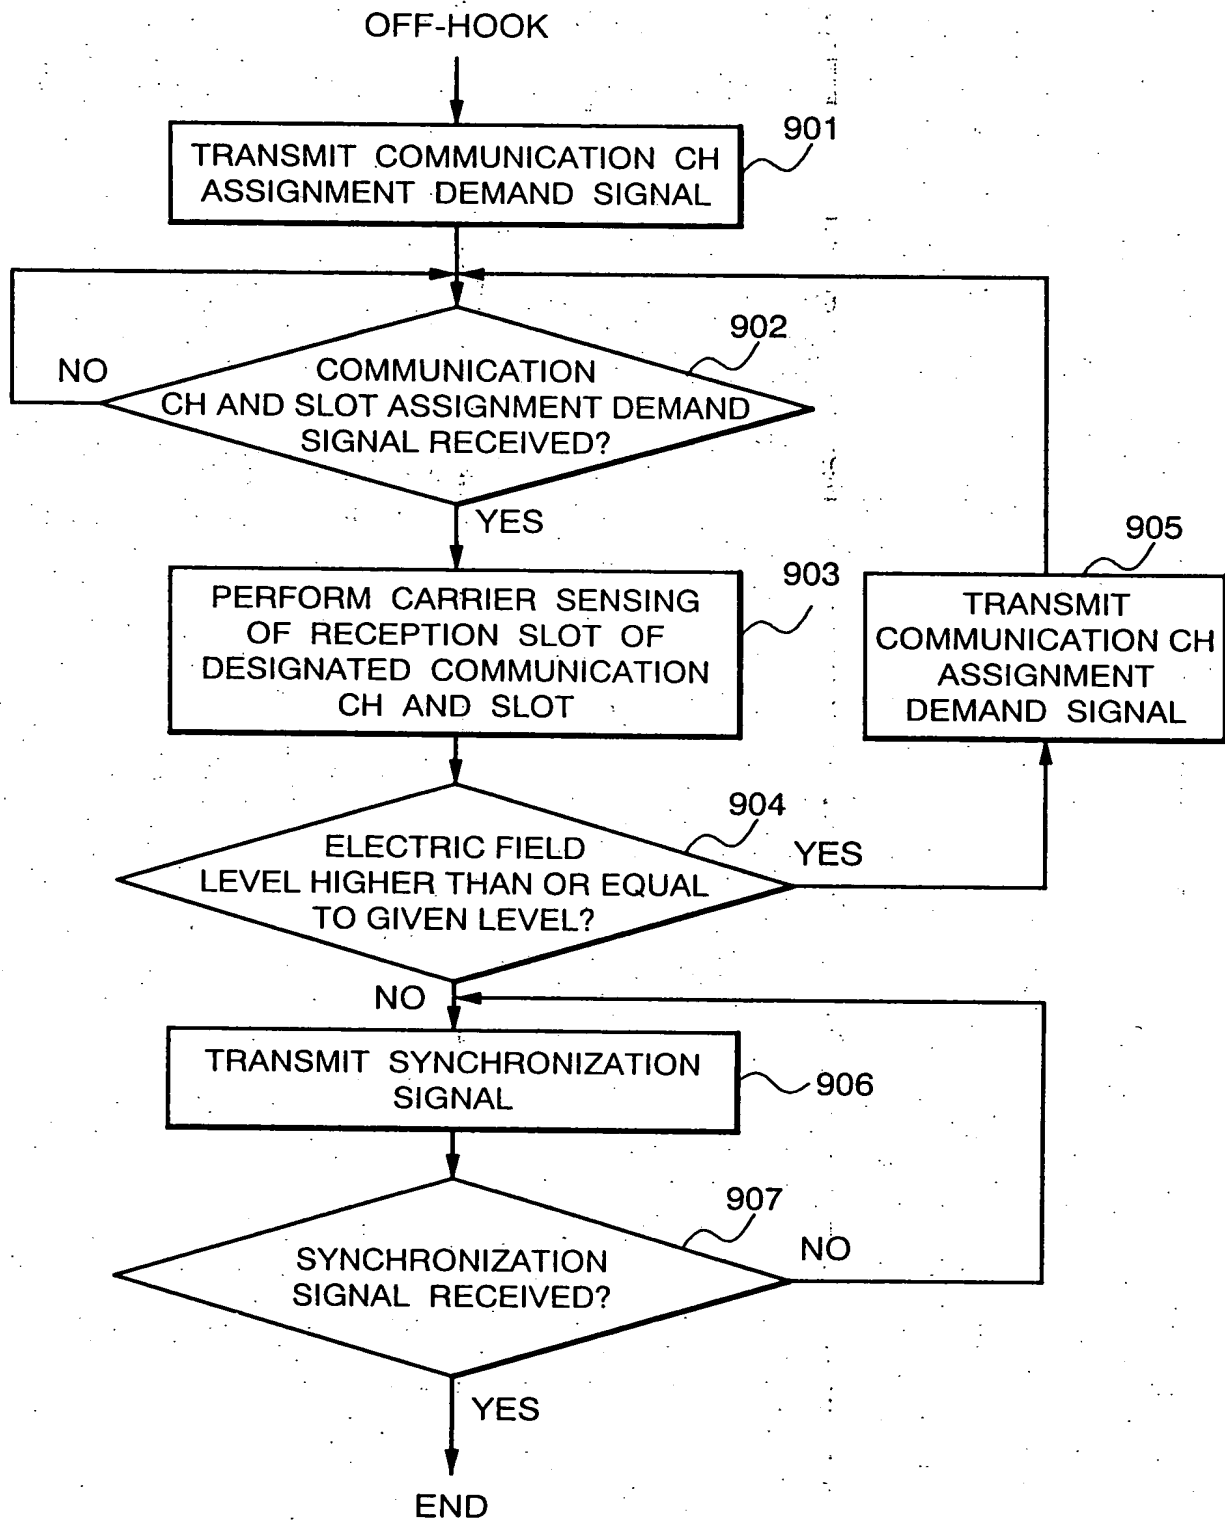 OFF-HOOK
901
TRANSMIT COMMUNICATION CH
ASSIGNMENT DEMAND SIGNAL
902
NO
COMMUNICATION
CH AND SLOT ASSIGNMENT DEMAND
SIGNAL RECEIVED?
YES
903
PERFORM CARRIER SENSING
OF RECEPTION SLOT OF
DESIGNATED COMMUNICATION
CH AND SLOT
905
TRANSMIT
COMMUNICATION CH
ASSIGNMENT
DEMAND SIGNAL
904
ELECTRIC FIELD
LEVEL HIGHER THAN OR EQUAL
TO GIVEN LEVEL?
YES
NO
TRANSMIT SYNCHRONIZATION
SIGNAL
906
907
SYNCHRONIZATION
SIGNAL RECEIVED?
NO
YES
END